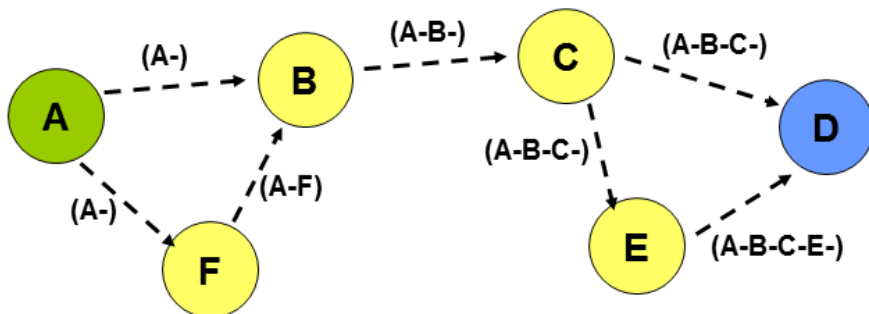 (A-)
(A-B-)
(A-B-C-)
A
B
C
D
(A-)
(A-F)
(A-B-C-)
F
E
(A-B-C-E-)